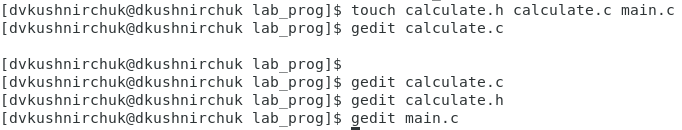 [dvkushnirchuk@dkushnirchuk lab_prog]$ touch calculate.h calculate.c main.c
[dvkushnirchuk@dkushnirchuk lab_prog]$ gedit calculate.c
[dvkushnirchuk@dkushnirchuk lab_prog]$
[dvkushnirchuk@dkushnirchuk lab_prog]$ gedit calculate.c
[dvkushnirchuk@dkushnirchuk lab_prog]$ gedit calculate.h
[dvkushnirchuk@dkushnirchuk lab_prog]$ gedit main.c